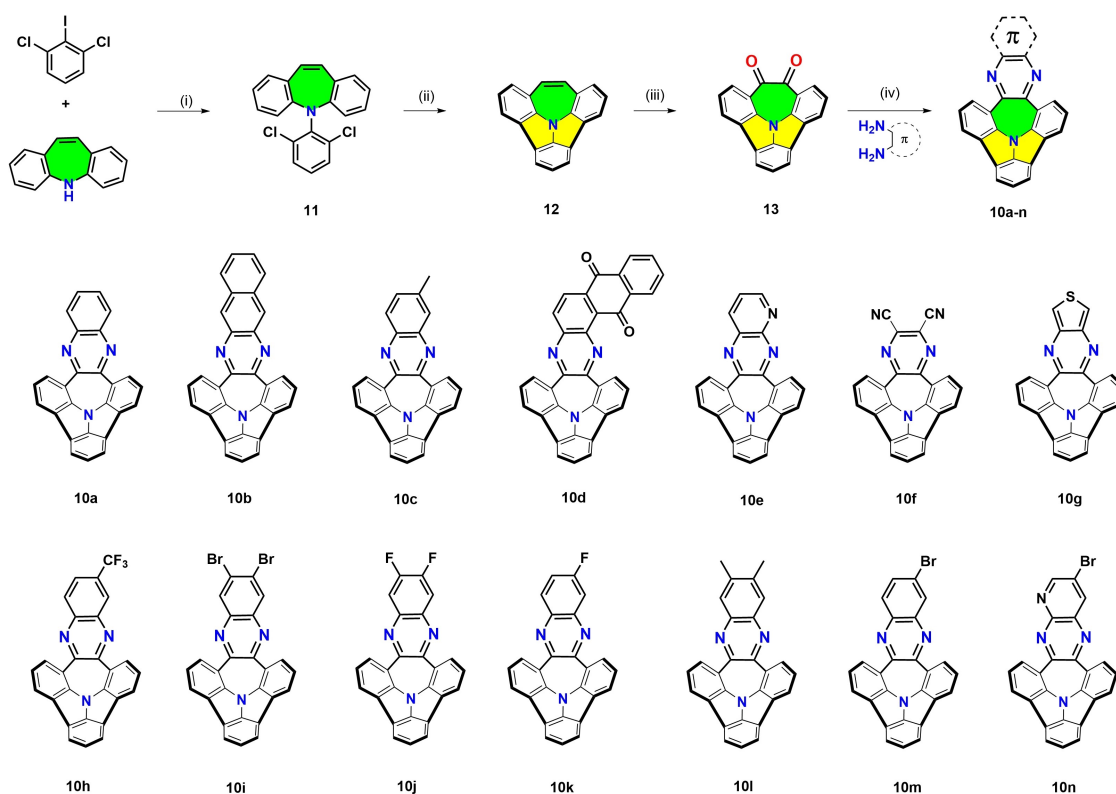 I
Cl Cl
+
N
H
(i)
N
Cl Cl
11
(ii)
N
12
(iii)
O O
N
13
(iv)
H₂N
H₂N
π
π
N N
N
10a-n
N N
N
10a
N N
N
10b
N N
N
10c
O
O
N N
N
10d
N
N N
N
10e
NC CN
N N
N
10f
S
N N
N
10g
CF₃
N N
N
10h
Br Br
N N
N
10i
F F
N N
N
10j
F
N N
N
10k
N N
N
10l
Br
N N
N
10m
Br
N
N N
N
10n